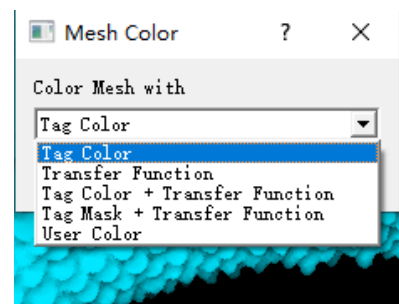 Mesh Color ?
Color Mesh with
Tag Color
Tag Color
Transfer Function
Tag Color + Transfer Function
Tag Mask + Transfer Function
User Color